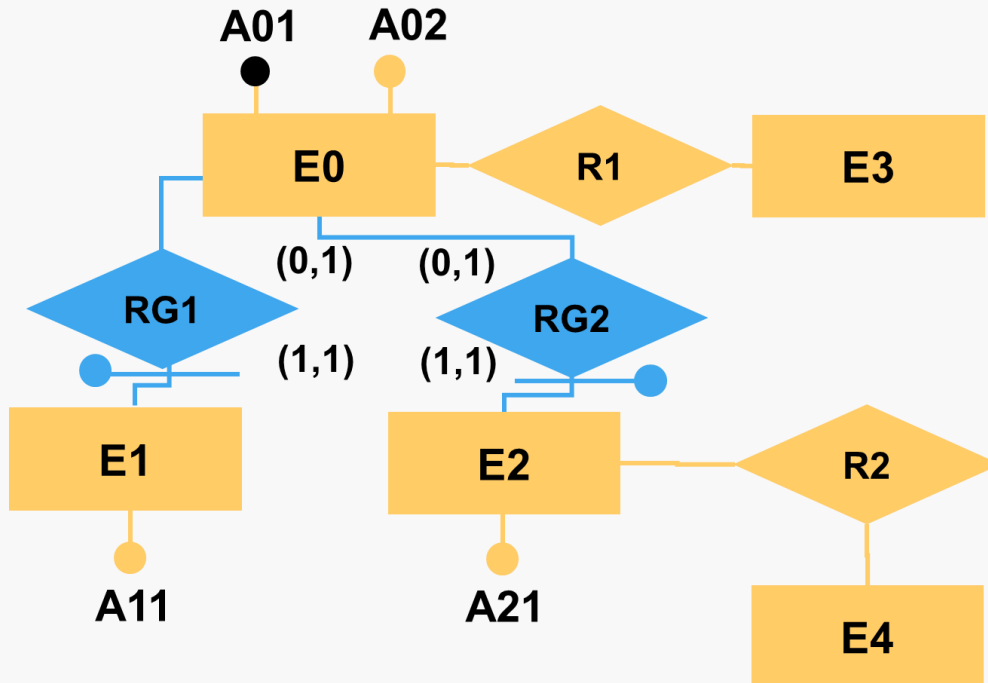 A01 A02
E0 R1 E3
(0,1) (0,1)
RG1 RG2
(1,1) (1,1)
E1 E2 R2
A11 A21
E4